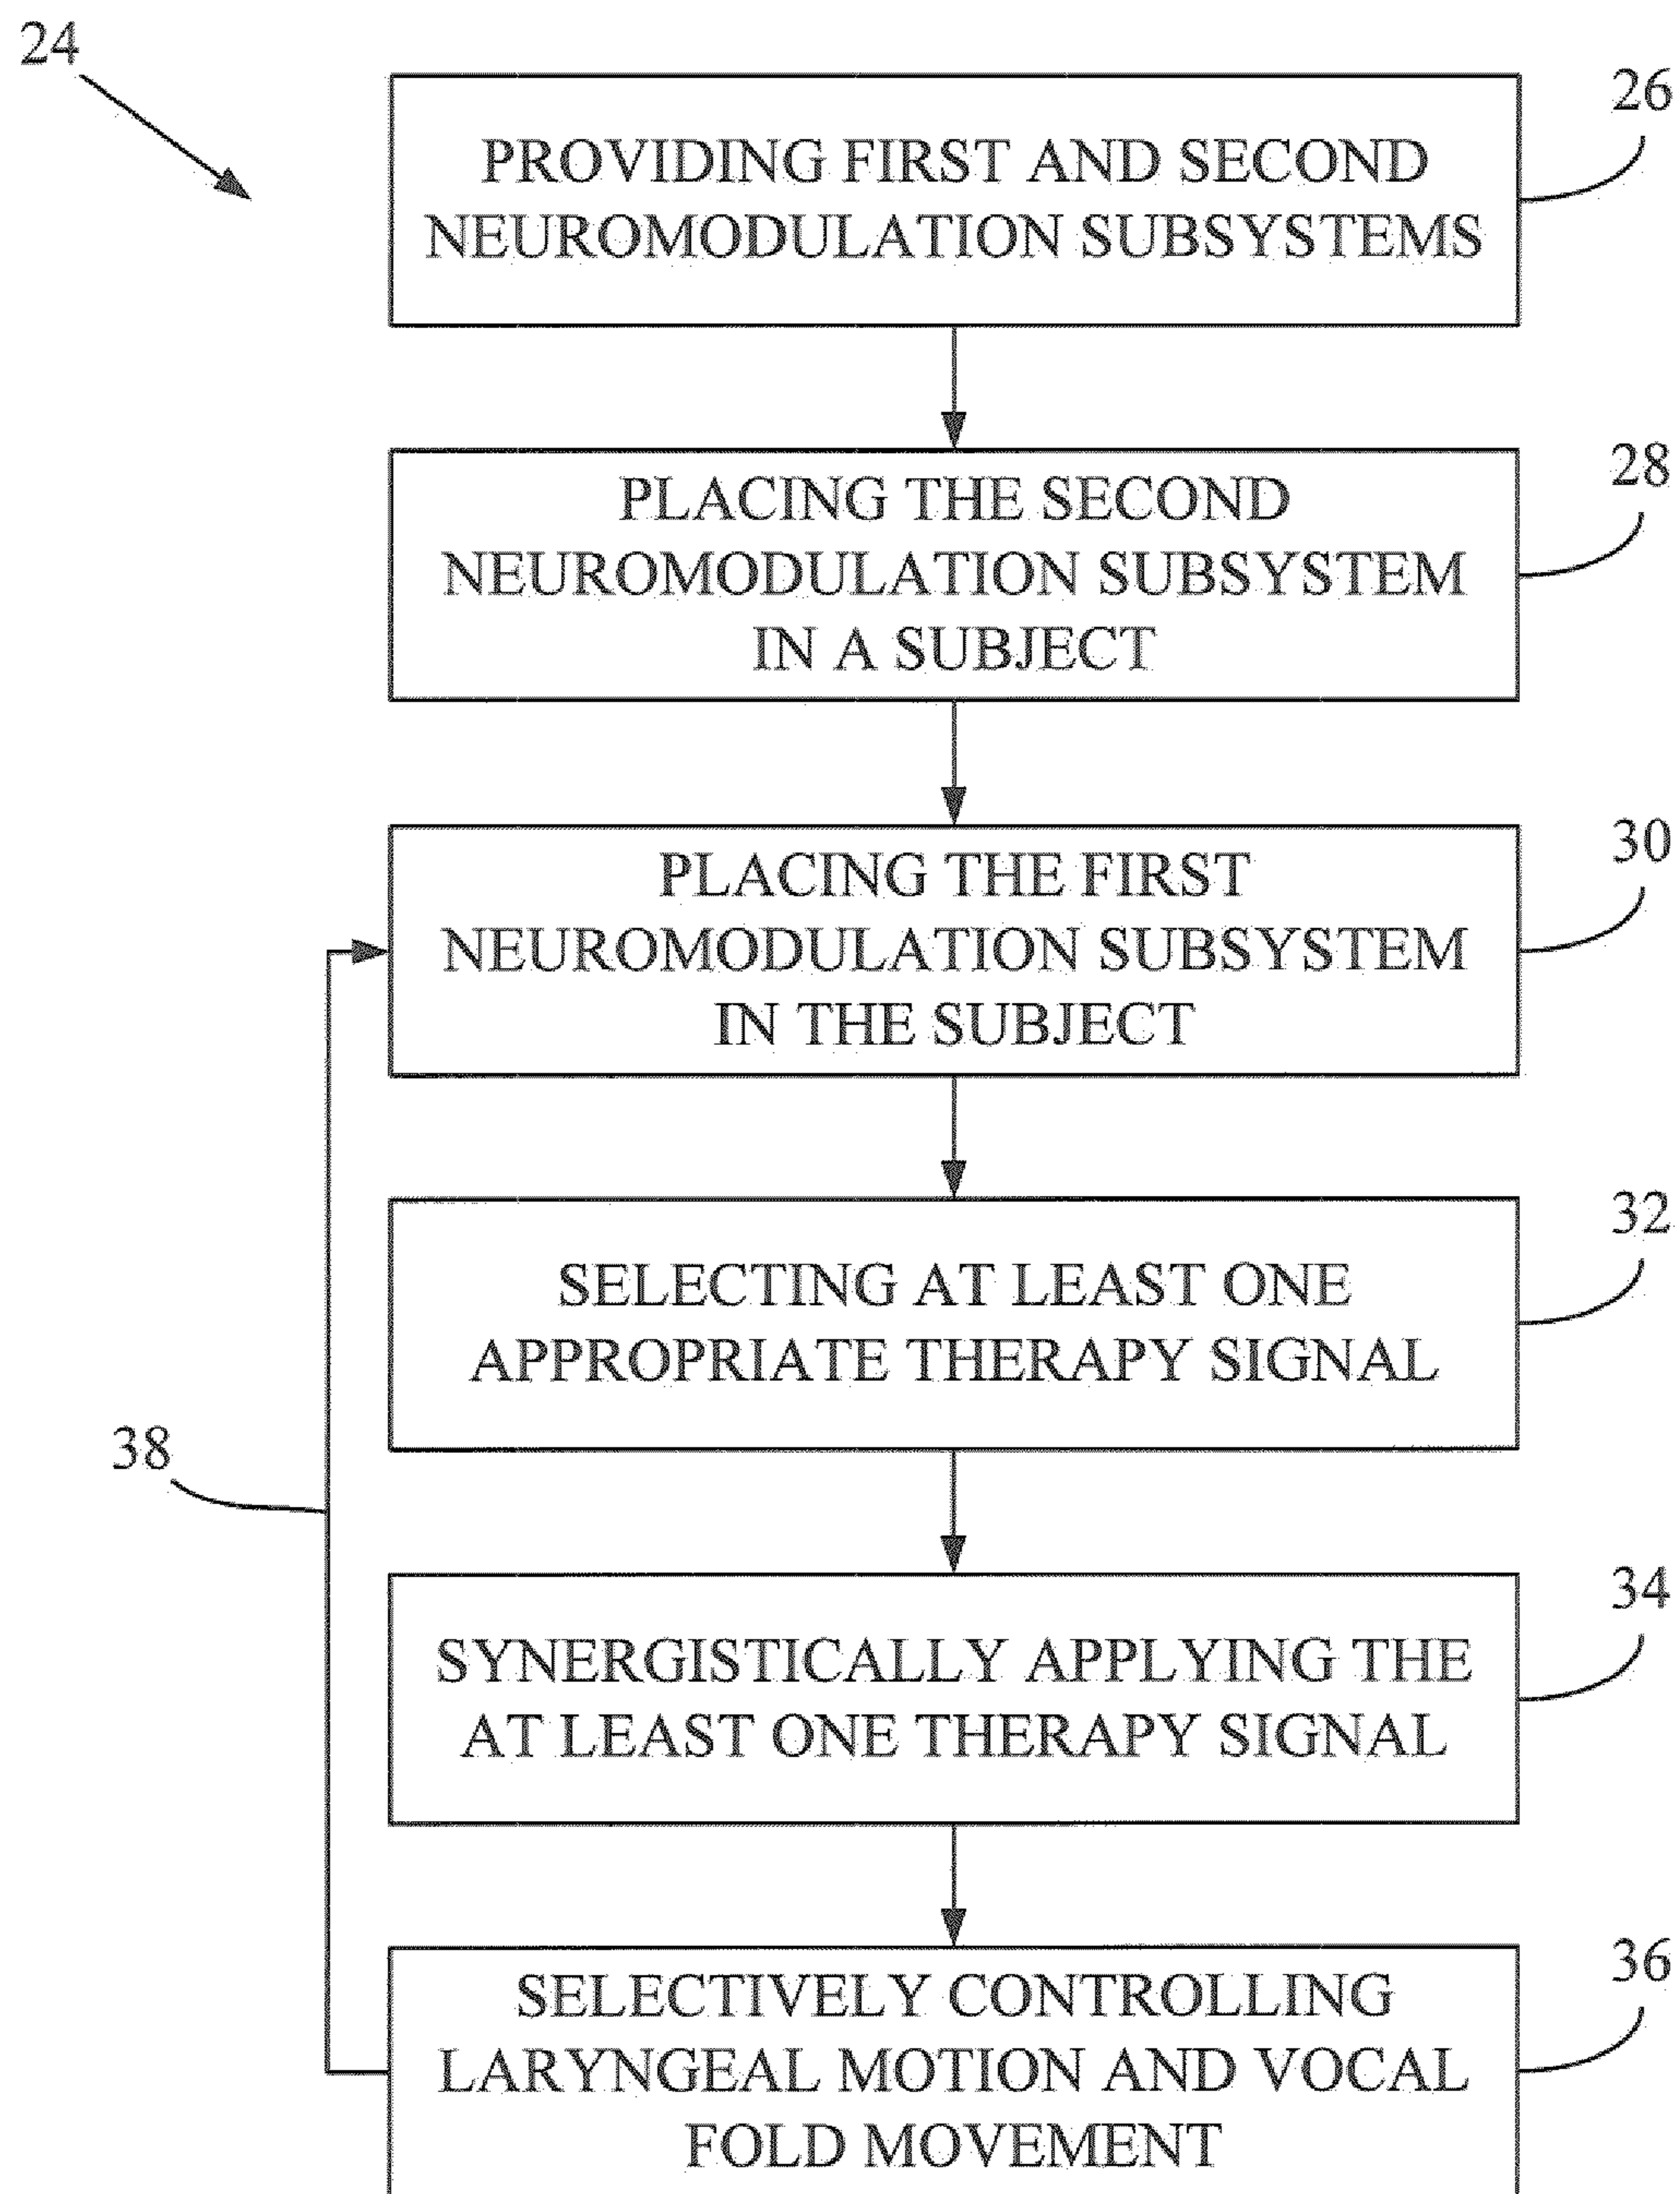 24
26
PROVIDING FIRST AND SECOND
NEUROMODULATION SUBSYSTEMS
28
PLACING THE SECOND
NEUROMODULATION SUBSYSTEM
IN A SUBJECT
30
PLACING THE FIRST
NEUROMODULATION SUBSYSTEM
IN THE SUBJECT
32
SELECTING AT LEAST ONE
APPROPRIATE THERAPY SIGNAL
38
34
SYNERGISTICALLY APPLYING THE
AT LEAST ONE THERAPY SIGNAL
36
SELECTIVELY CONTROLLING
LARYNGEAL MOTION AND VOCAL
FOLD MOVEMENT